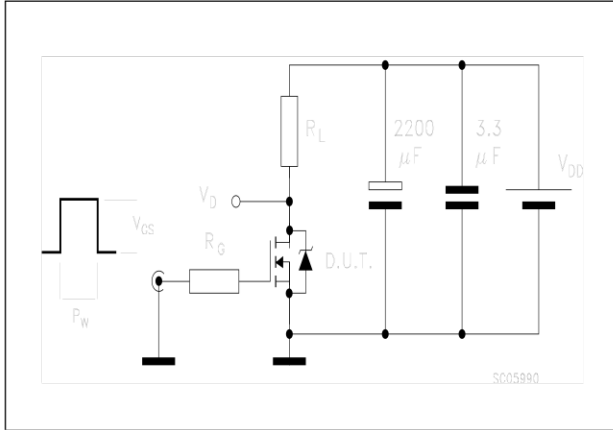 R_L
2200
μF
3.3
μF
V_DD
V_D
V_GS
R_G
D.U.T.
P_W
SC05990